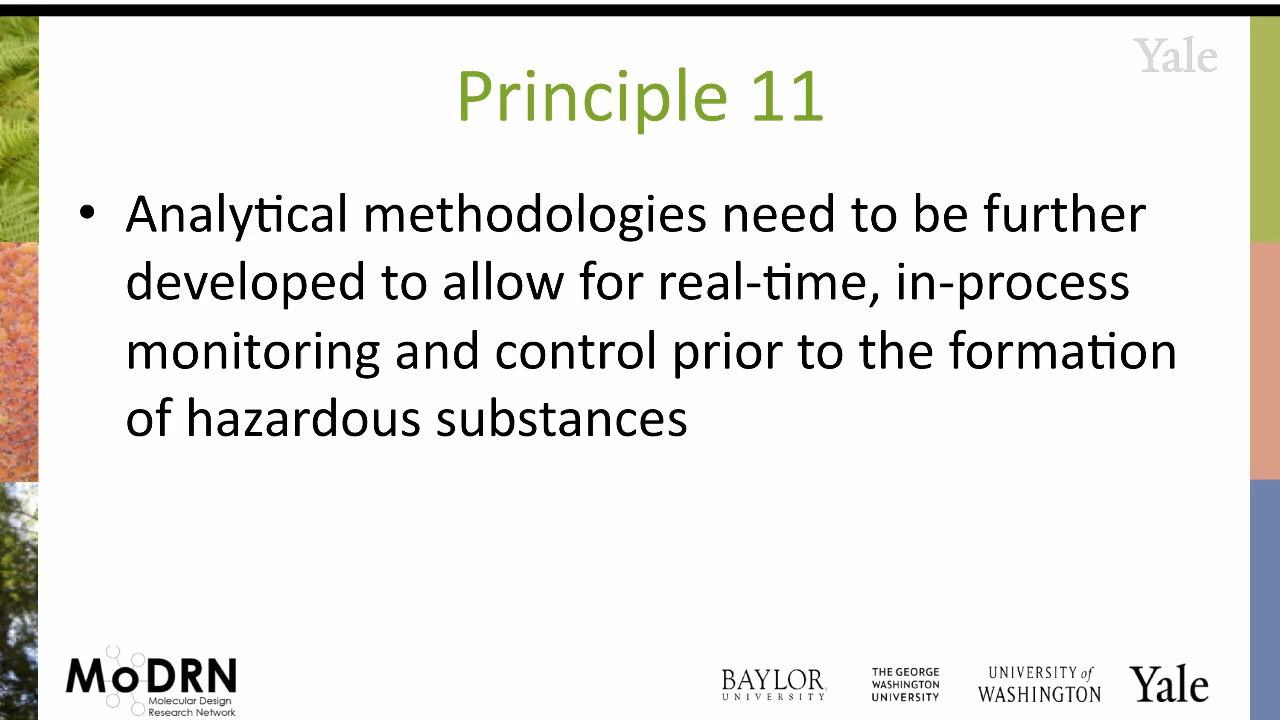 Yale
Principle 11
• Analytical methodologies need to be further
developed to allow for real-time, in-process
monitoring and control prior to the formation
of hazardous substances
MoDRN
Molecular Design
Research Network
BAYLOR
UNIVERSITY
THE GEORGE
WASHINGTON
UNIVERSITY
UNIVERSITY of
WASHINGTON
Yale